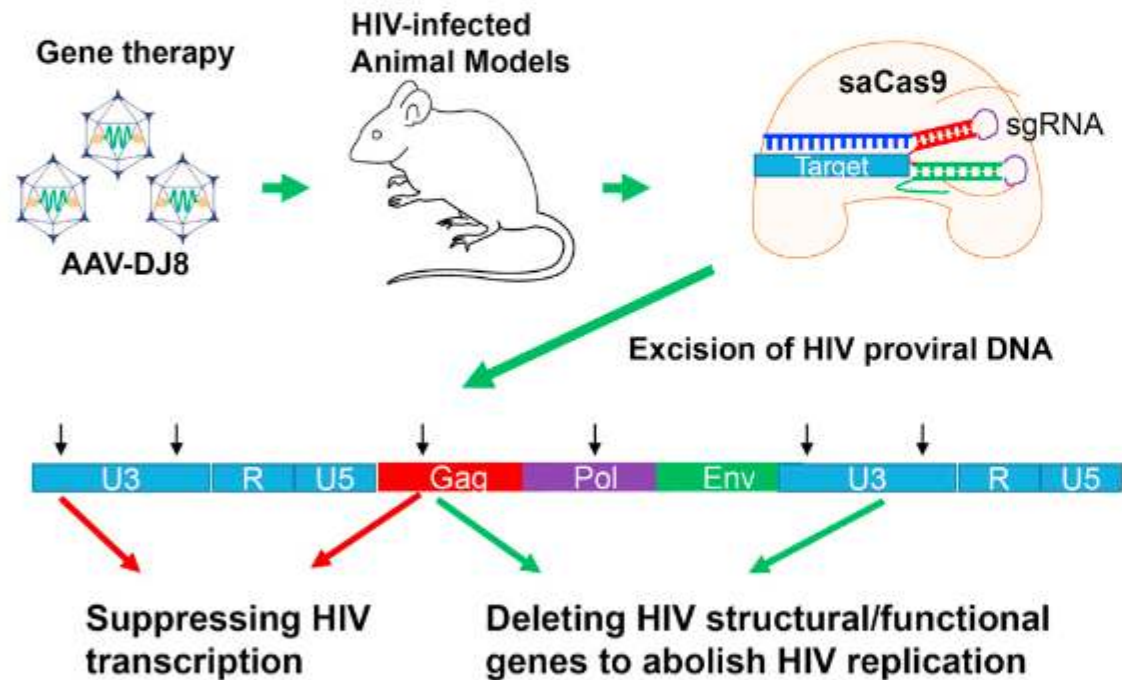 Gene therapy
AAV-DJ8
HIV-infected
Animal Models
saCas9
sgRNA
Target
Excision of HIV proviral DNA
U3 R U5 Gag Pol Env U3 R U5
Suppressing HIV
transcription
Deleting HIV structural/functional
genes to abolish HIV replication